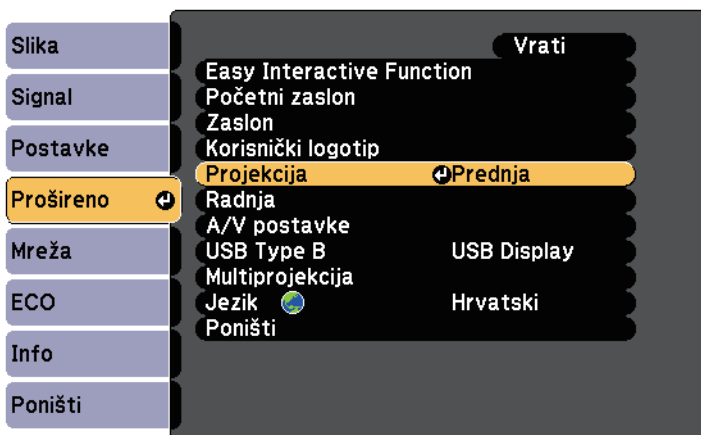 Slika
Signal
Postavke
Prošireno
Mreža
ECO
Info
Poništi
Vrati
Easy Interactive Function
Početni zaslon
Zaslon
Korisnički logotip
Projekcija Prednja
Radnja
A/V postavke
USB Type B USB Display
Multiprojekcija
Jezik Hrvatski
Poništi